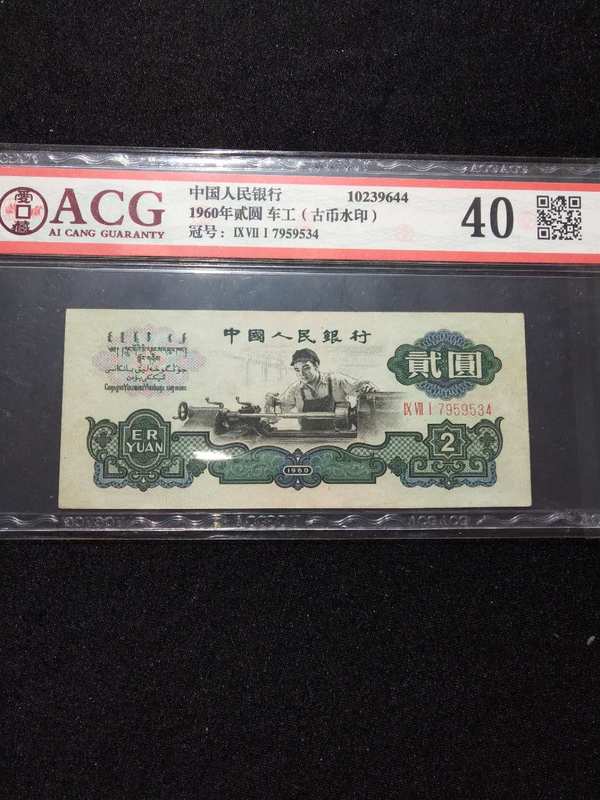 ACG
AI CANG GUARANTY
中国人民银行 10239644
1960年贰圆 车工（古币水印）
冠号：IX VII I 7959534
40
中國人民銀行
貳圓
IX VII I 7959534
ER
YUAN
1960
2